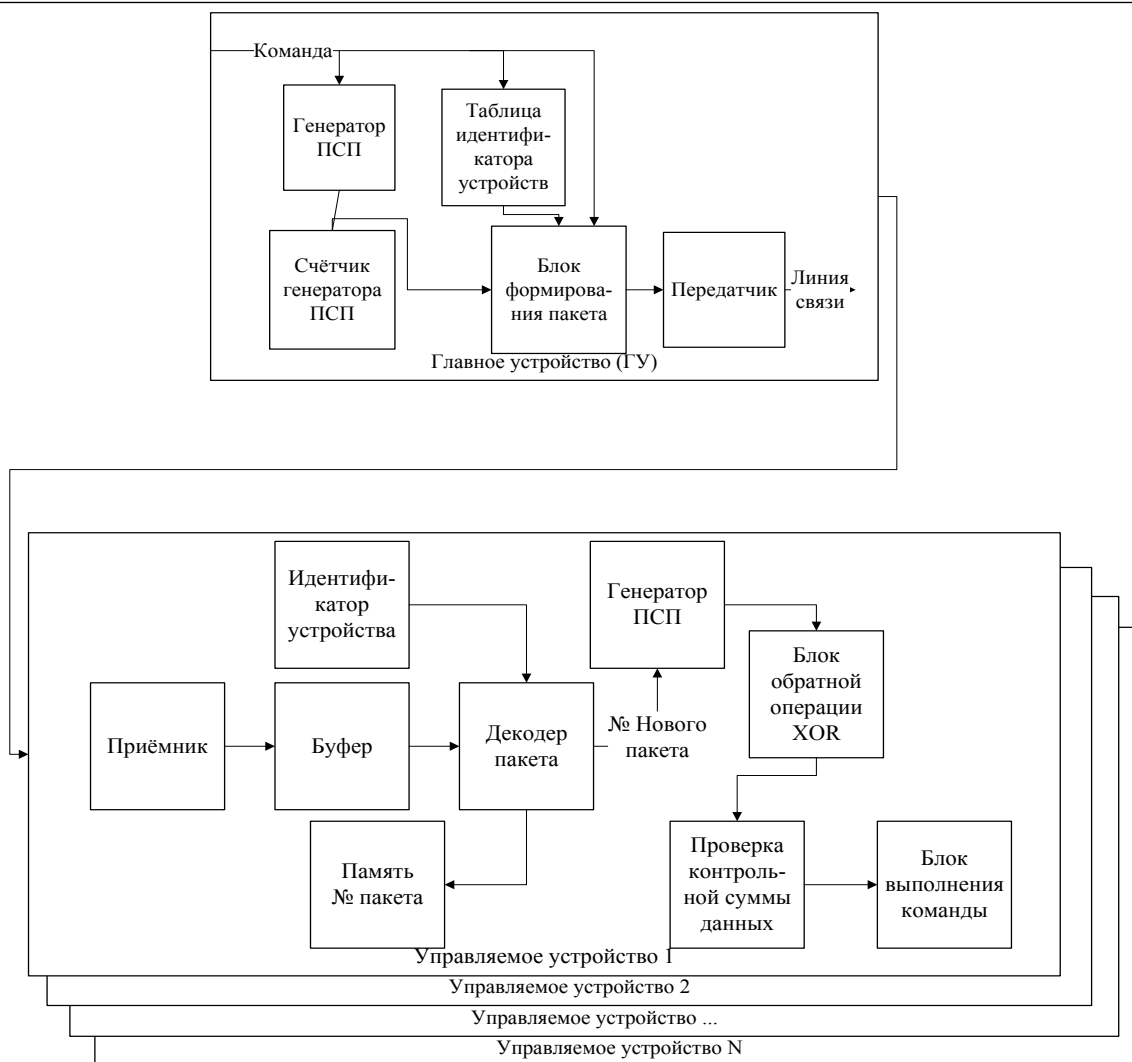 Команда
Генератор
ПСП
Таблица
идентифи-
катора
устройств
Счётчик
генератора
ПСП
Блок
формирова-
ния пакета
Передатчик
Линия
связи
Главное устройство (ГУ)
Идентифи-
катор
устройства
Генератор
ПСП
Блок
обратной
операции
XOR
Приёмник
Буфер
Декодер
пакета
№ Нового
пакета
Память
№ пакета
Проверка
контроль-
ной суммы
данных
Блок
выполнения
команды
Управляемое устройство 1
Управляемое устройство 2
Управляемое устройство ...
Управляемое устройство N